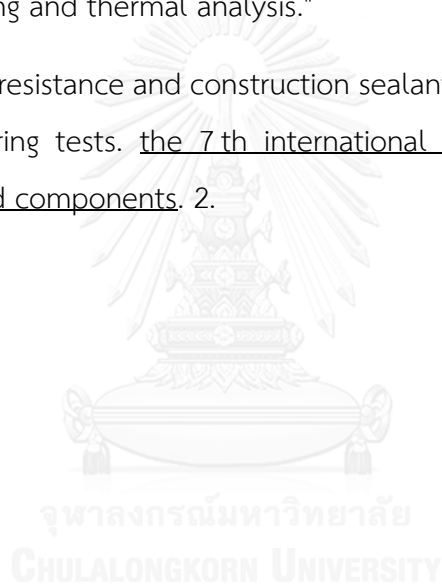 ng and thermal analysis."
resistance and construction sealant
ring tests. the 7 th international
d components. 2.
จุฬาลงกรณ์มหาวิทยาลัย
CHULALONGKORN UNIVERSITY